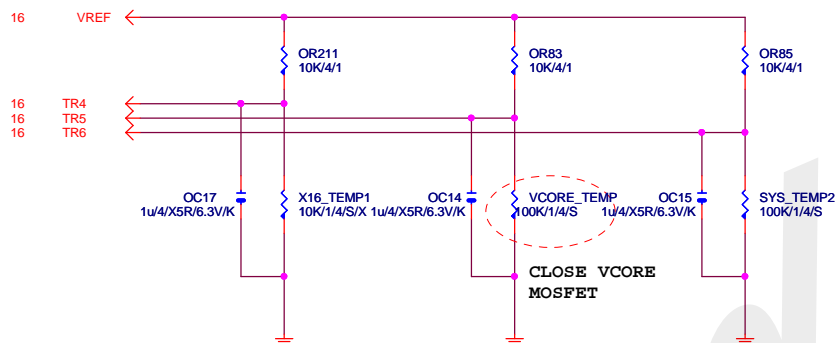 16 VREF
OR211
10K/4/1
OR83
10K/4/1
OR85
10K/4/1
16 TR4
16 TR5
16 TR6
OC17
1u/4/X5R/6.3V/K
X16_TEMP1
10K/1/4/S/X
OC14
1u/4/X5R/6.3V/K
VCORE_TEMP
100K/1/4/S
OC15
1u/4/X5R/6.3V/K
SYS_TEMP2
100K/1/4/S
CLOSE VCORE
MOSFET